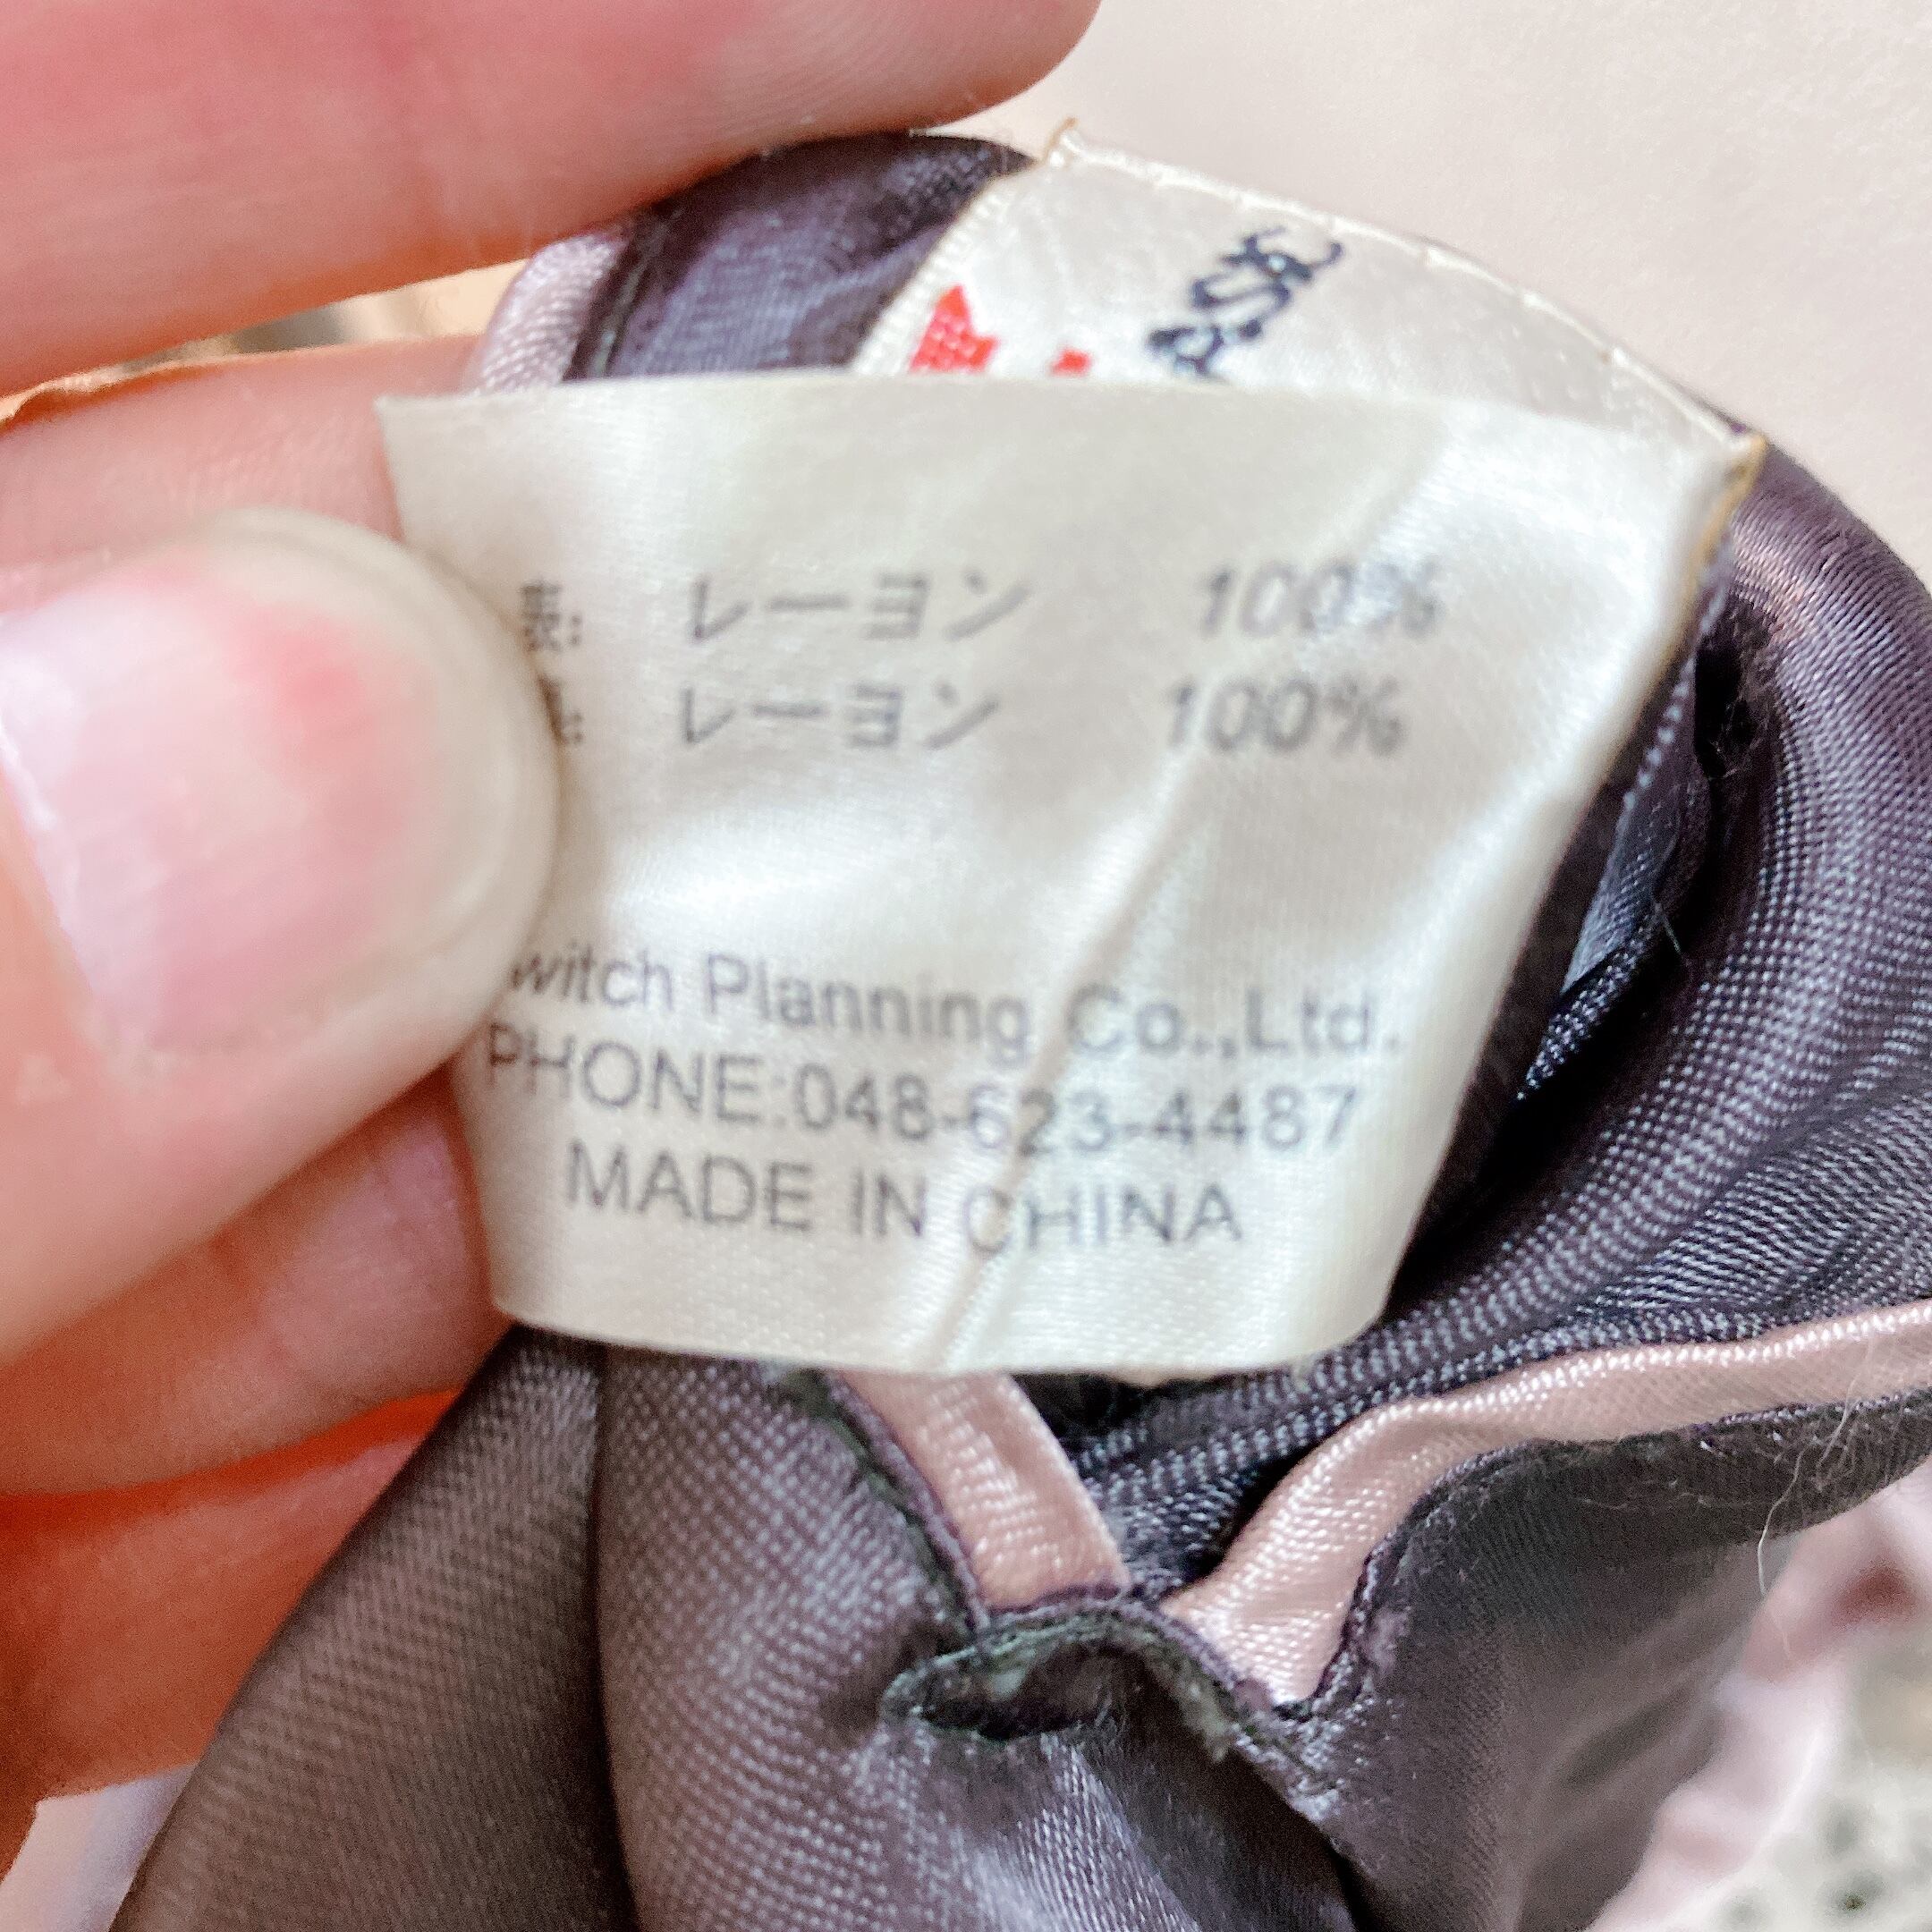 表: レーヨン 100%
レーヨン 100%
witch Planning Co.,Ltd.
PHONE:048-623-4487
MADE IN CHINA